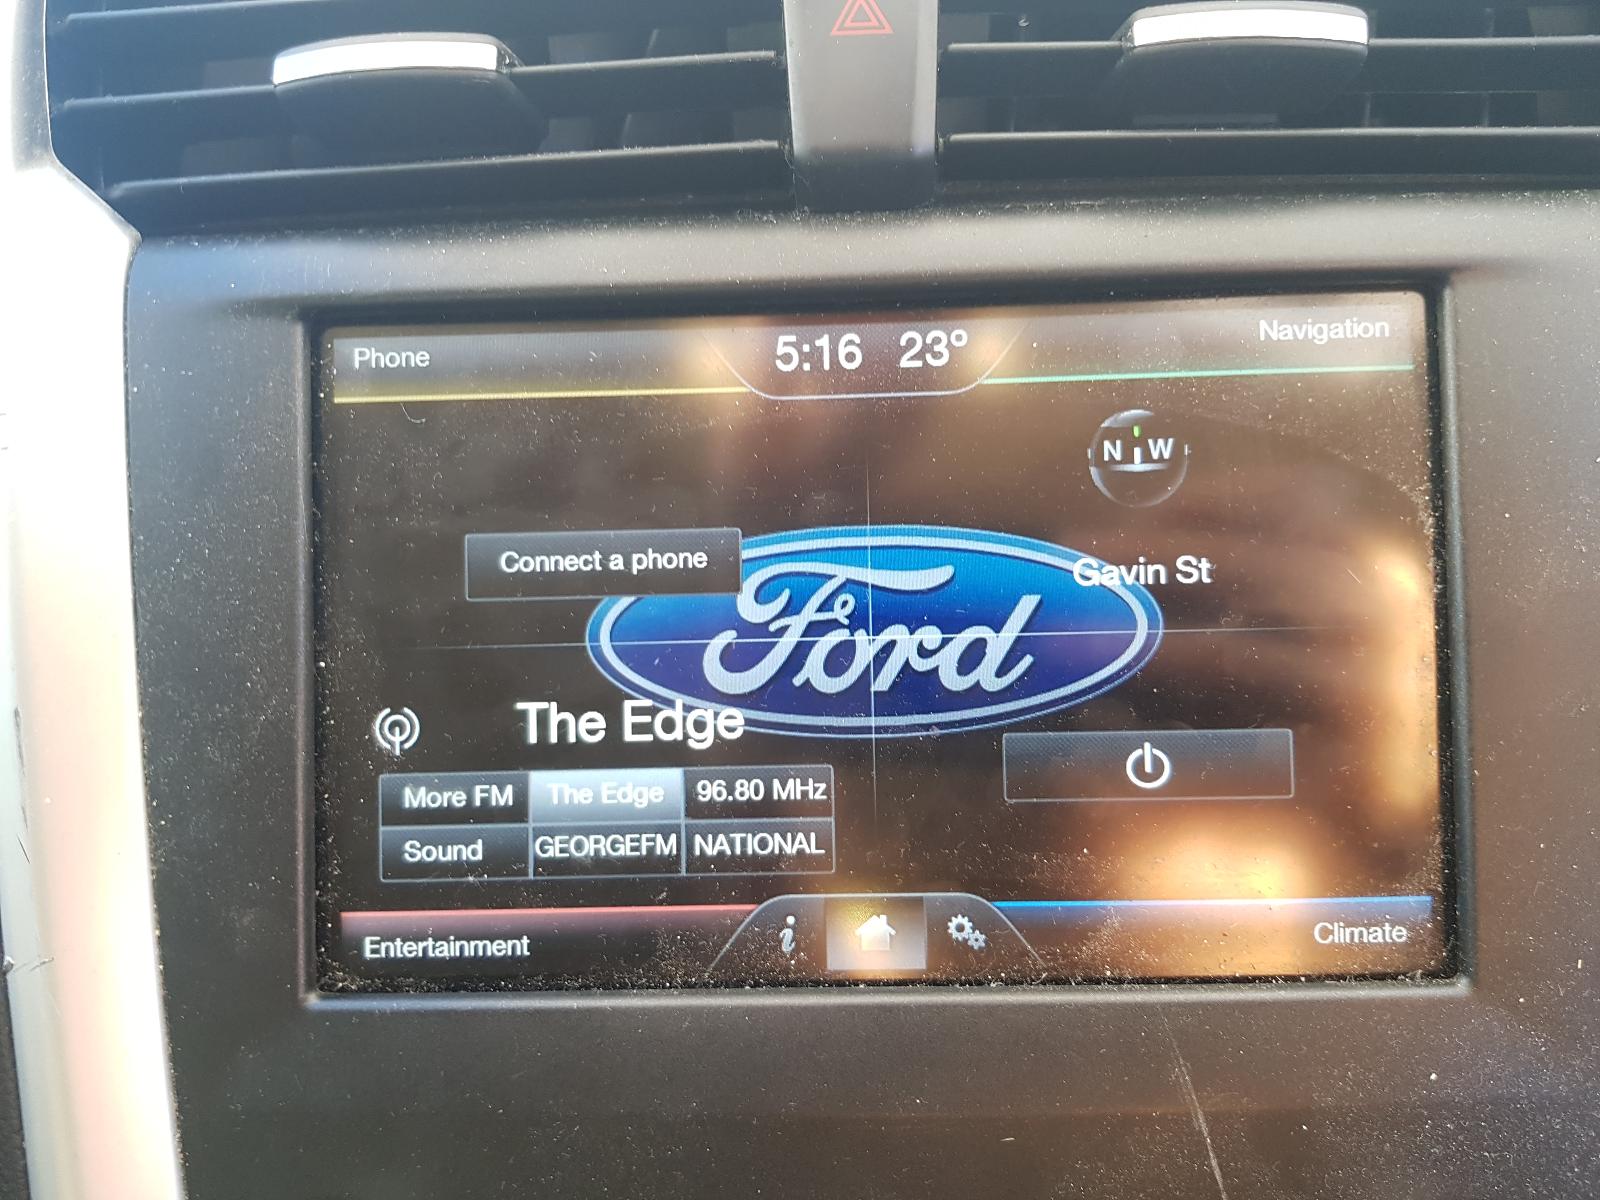 Phone
5:16 23°
Navigation
N W
Connect a phone
Ford
Gavin St
The Edge
More FM The Edge 96.80 MHz
Sound GEORGEFM NATIONAL
Entertainment
i
Climate